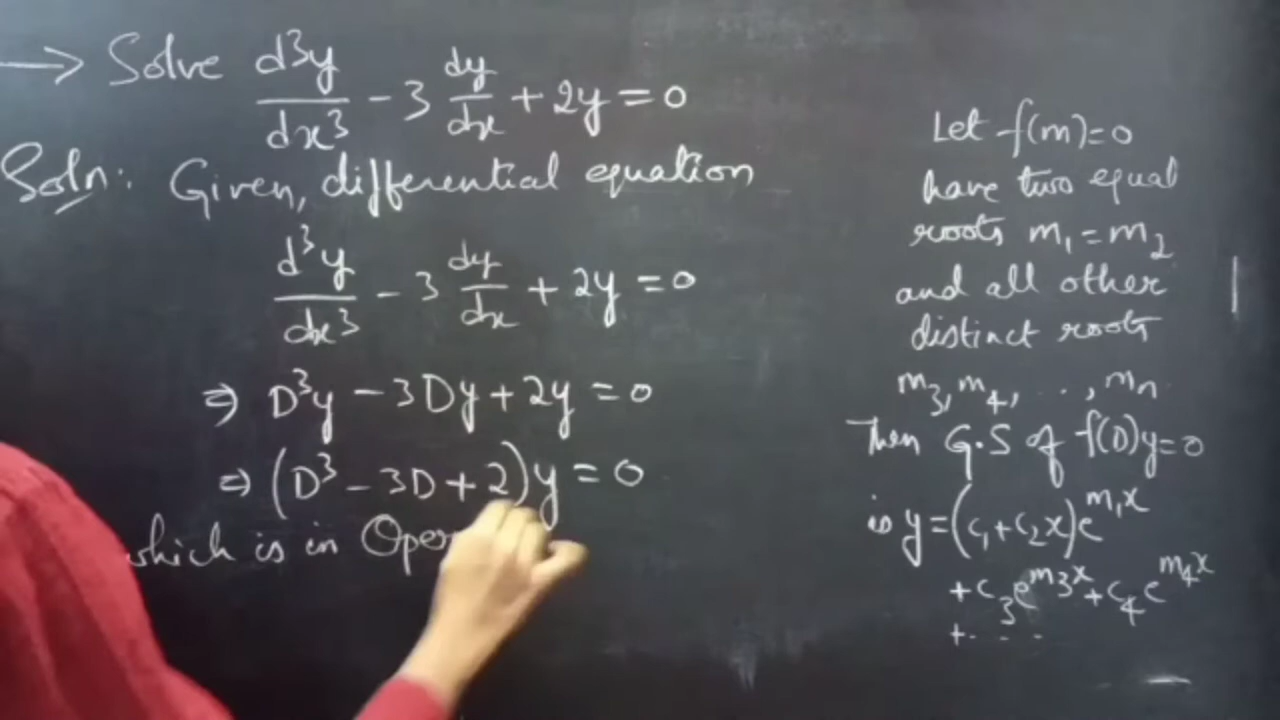 → Solve d³y/dx³ - 3 dy/dx + 2y = 0
Soln: Given, differential equation
d³y/dx³ - 3 dy/dx + 2y = 0
⇒ D³y - 3Dy + 2y = 0
⇒ (D³ - 3D + 2)y = 0
which is in Oper
Let f(m)=0
have two equal
roots m₁ = m₂
and all other
distinct roots
m₃, m₄, ..., mₙ
Then G.S of f(D)y=0
is y = (c₁+c₂x)e^{m₁x}
+c₃e^{m₃x}+c₄e^{m₄x}
+....